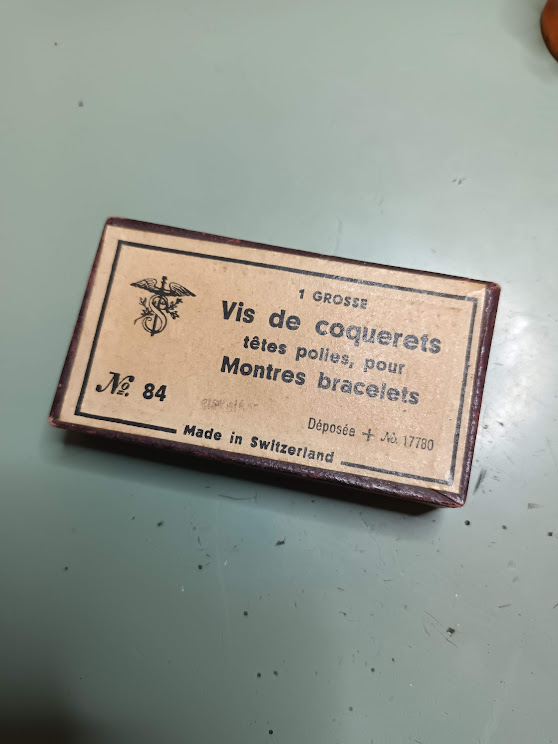 1 GROSSE
Vis de coquerets
têtes polies, pour
Montres bracelets
No. 84
Déposée + No. 17780
Made in Switzerland